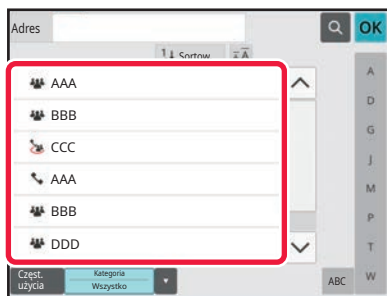 Adres
OK
Sortow.
AAA
BBB
CCC
AAA
BBB
DDD
A
D
G
J
M
P
T
W
Częst.
użycia
Kategoria
Wszystko
ABC